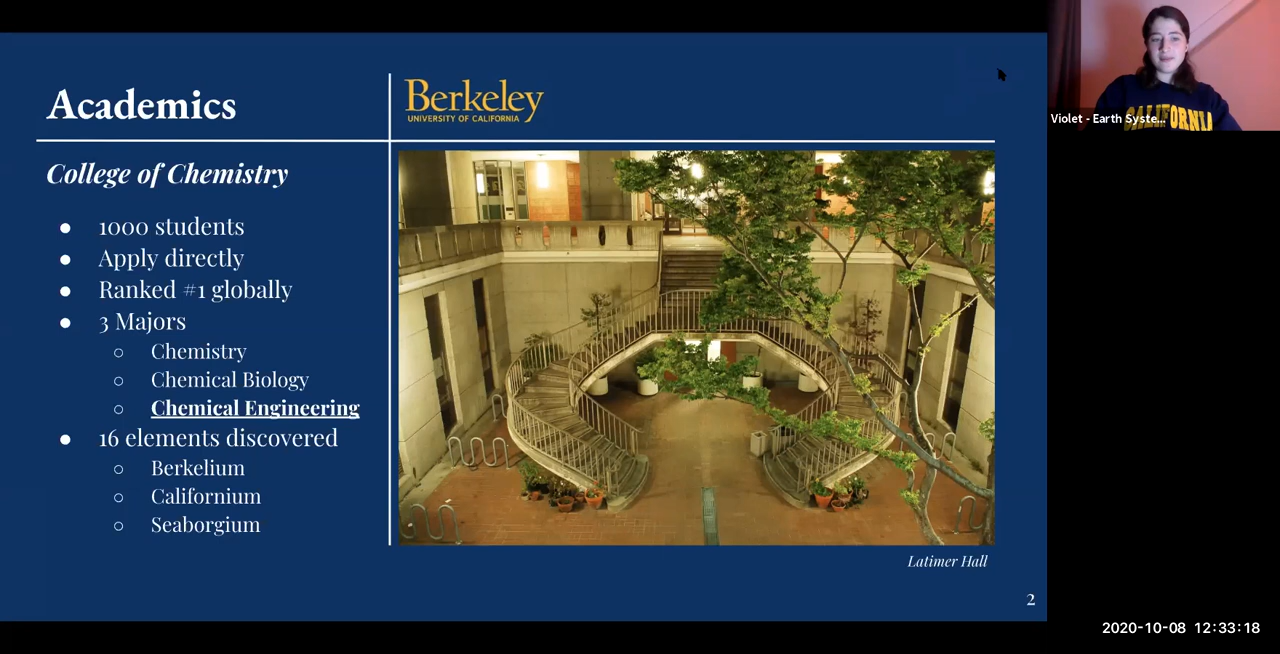 Academics
Berkeley
UNIVERSITY OF CALIFORNIA
College of Chemistry
● 1000 students
● Apply directly
● Ranked #1 globally
● 3 Majors
○ Chemistry
○ Chemical Biology
○ Chemical Engineering
● 16 elements discovered
○ Berkelium
○ Californium
○ Seaborgium
Latimer Hall
2
CALIFORNIA
Violet - Earth Syste...
2020-10-08 12:33:18